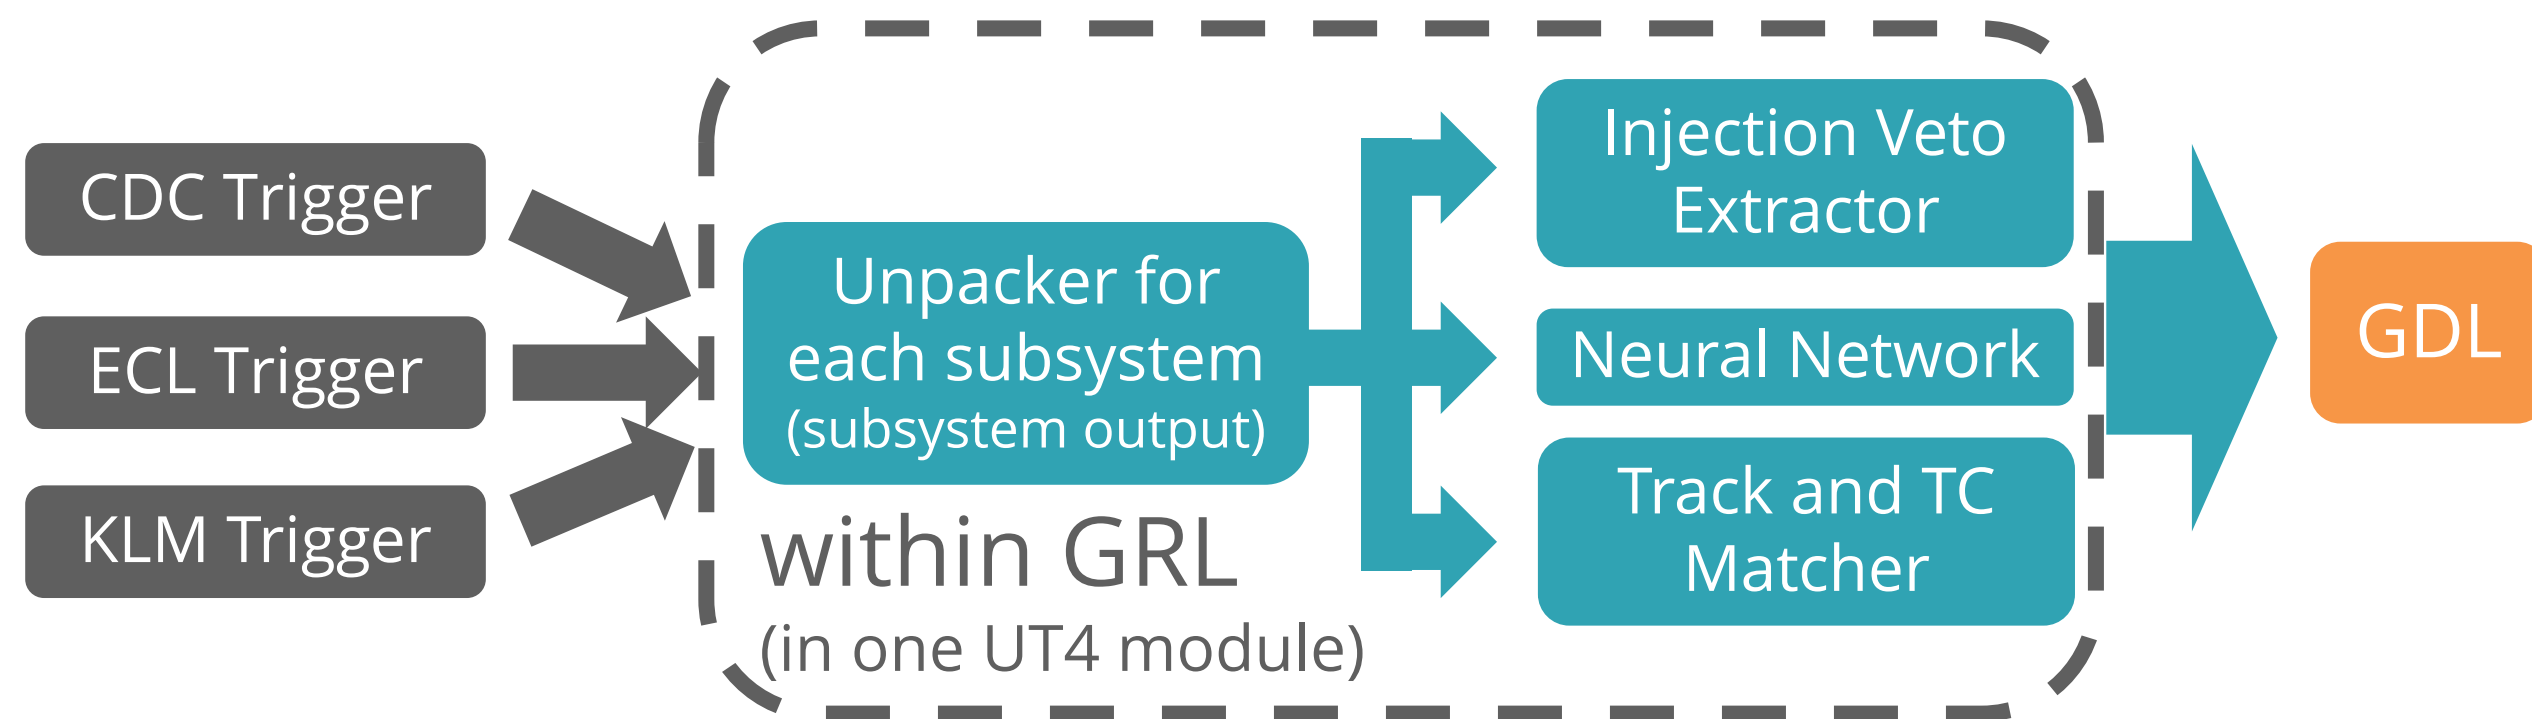 CDC Trigger
ECL Trigger
KLM Trigger
Unpacker for
each subsystem
(subsystem output)
within GRL
(in one UT4 module)
Injection Veto
Extractor
Neural Network
Track and TC
Matcher
GDL